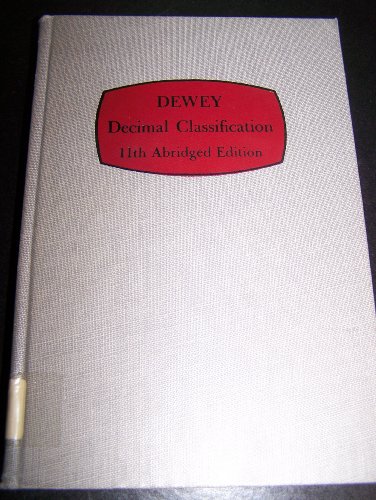 DEWEY
Decimal Classification
11th Abridged Edition